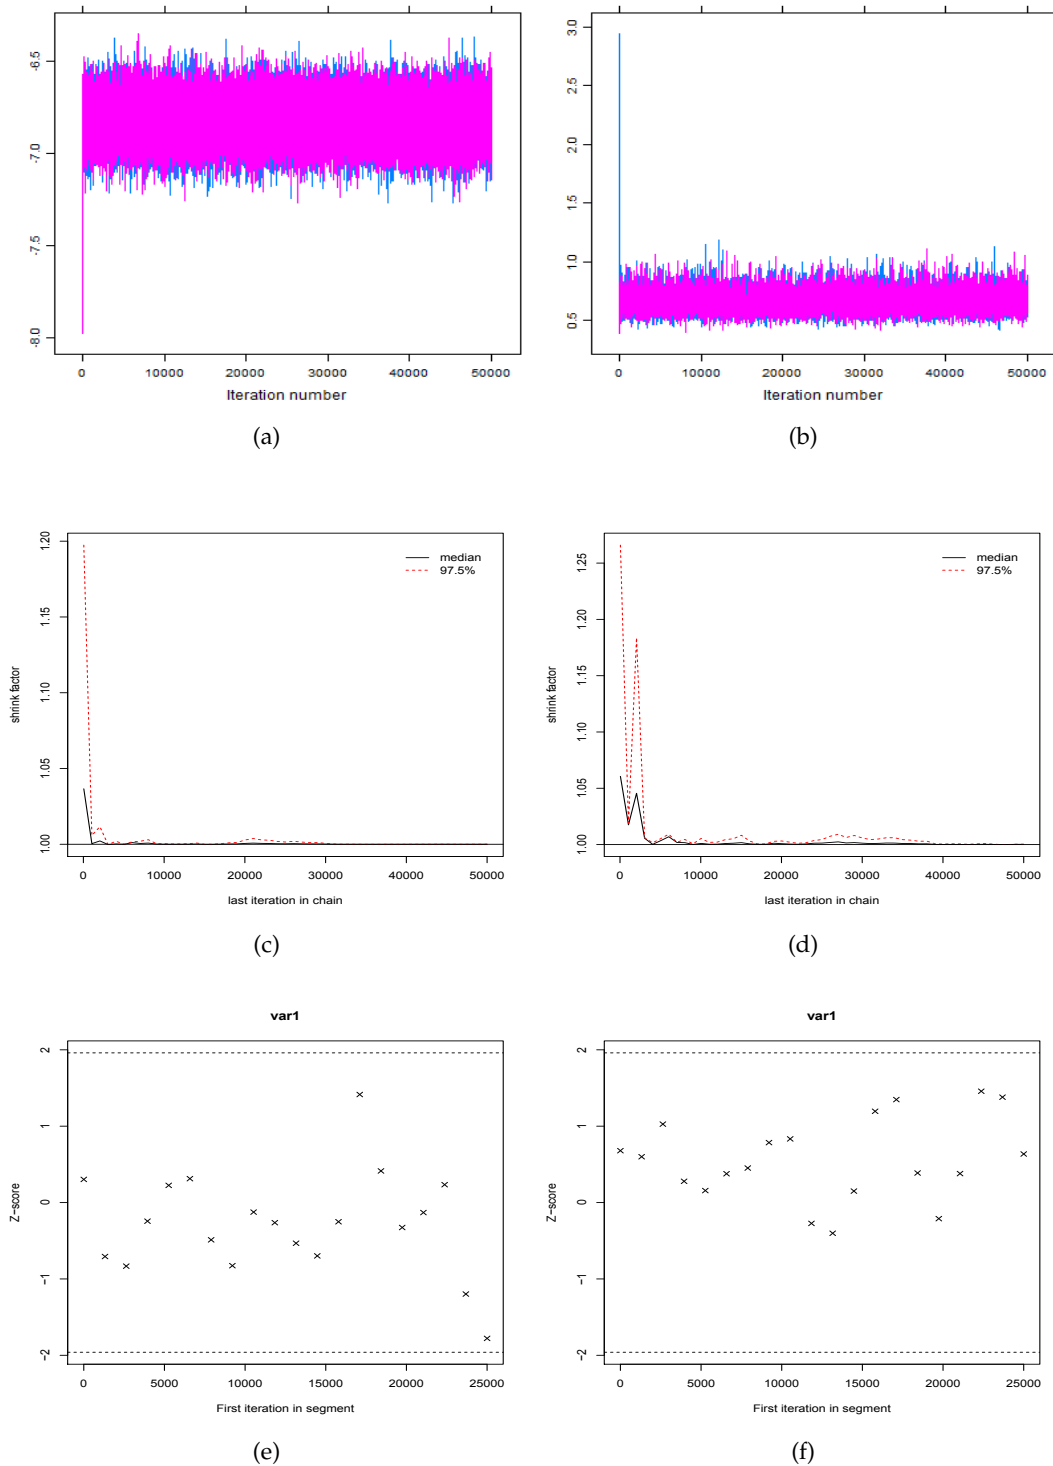 -6.5
-7.0
-7.5
-8.0
0 10000 20000 30000 40000 50000
Iteration number
(a)
3.0
2.5
2.0
1.5
1.0
0.5
0 10000 20000 30000 40000 50000
Iteration number
(b)
shrink factor
1.20
1.15
1.10
1.05
1.00
median
97.5%
0 10000 20000 30000 40000 50000
last iteration in chain
(c)
shrink factor
1.25
1.20
1.15
1.10
1.05
1.00
median
97.5%
0 10000 20000 30000 40000 50000
last iteration in chain
(d)
var1
Z-score
2
1
0
-1
-2
0 5000 10000 15000 20000 25000
First iteration in segment
(e)
var1
Z-score
2
1
0
-1
-2
0 5000 10000 15000 20000 25000
First iteration in segment
(f)